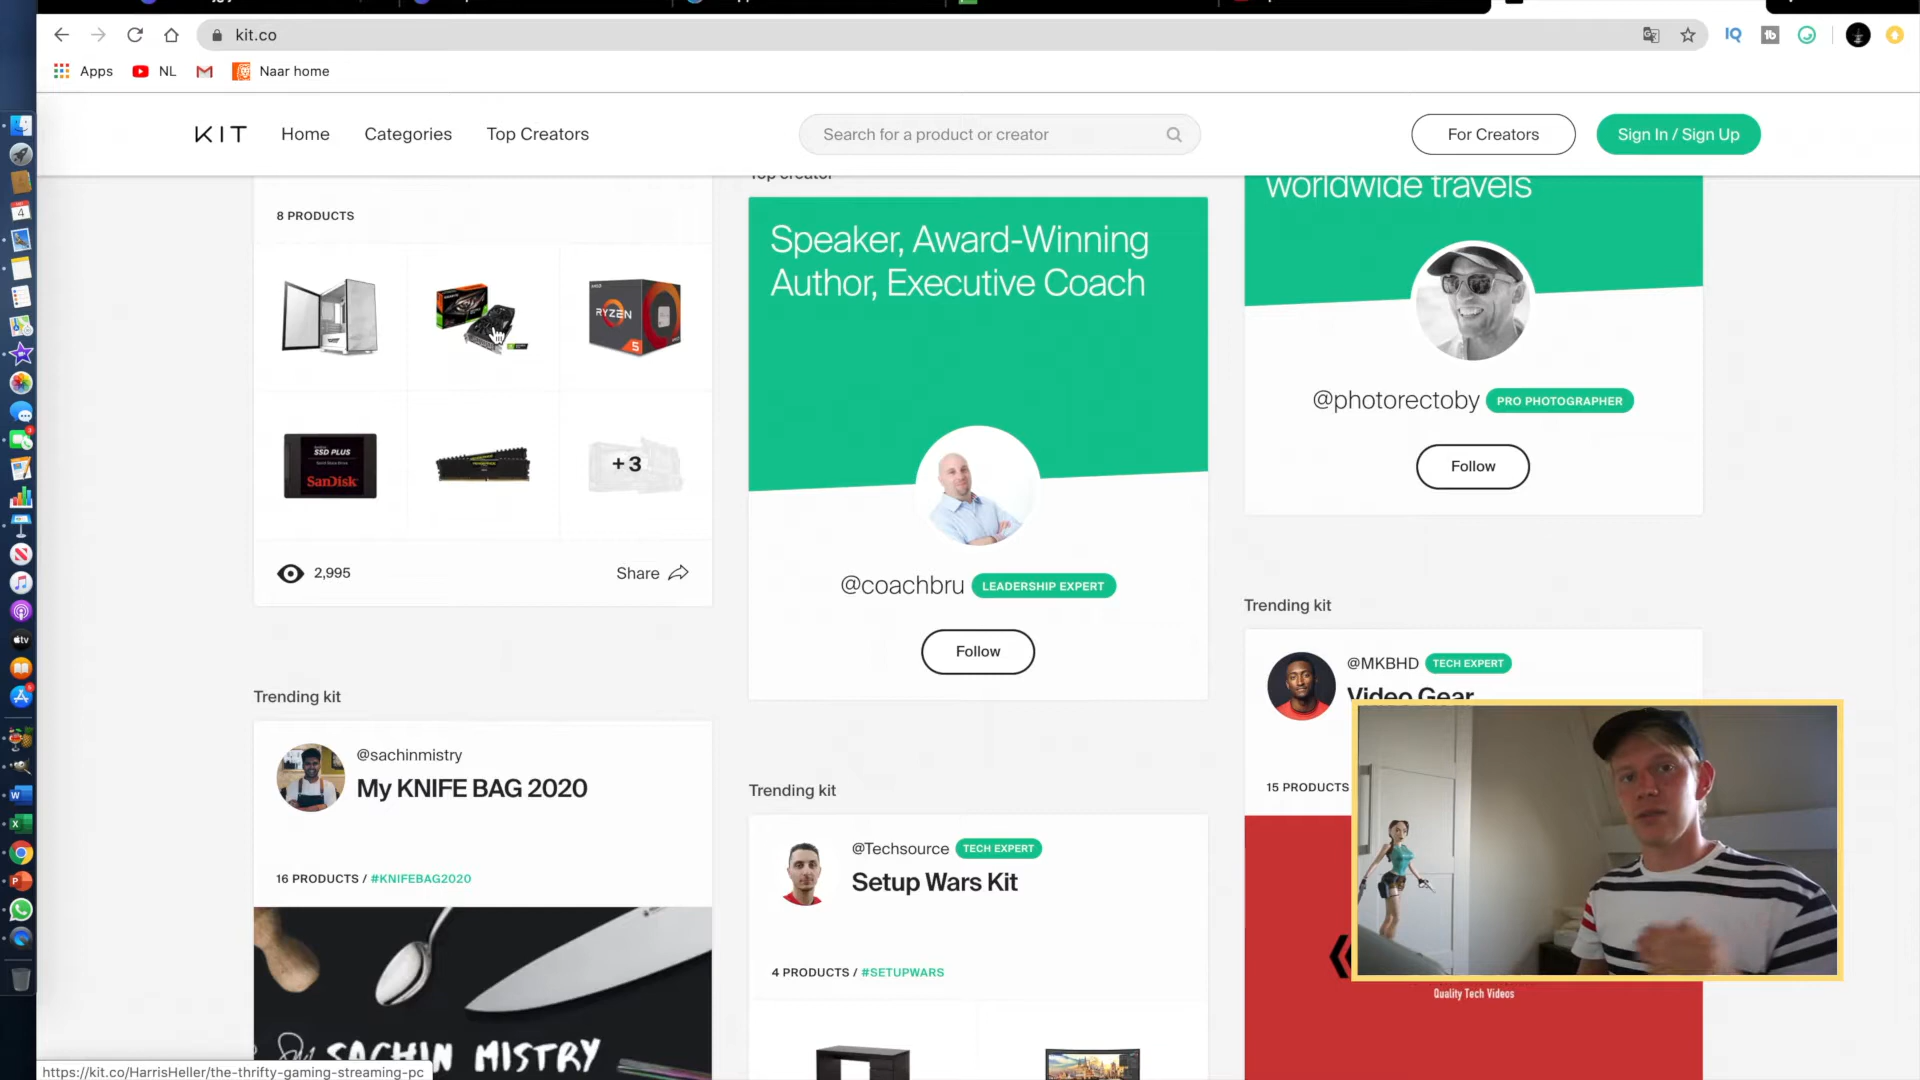 kit.co
Apps
NL
Naar home
KIT
Home
Categories
Top Creators
Search for a product or creator
For Creators
Sign In / Sign Up
8 PRODUCTS
RYZEN
5
SSD PLUS
SanDisk
+3
2,995
Share
Top creator
Speaker, Award-Winning
Author, Executive Coach
@coachbru
LEADERSHIP EXPERT
Follow
worldwide travels
@photorectoby
PRO PHOTOGRAPHER
Follow
Trending kit
@sachinmistry
My KNIFE BAG 2020
16 PRODUCTS / #KNIFEBAG2020
SACHIN MISTRY
Trending kit
@Techsource
TECH EXPERT
Setup Wars Kit
4 PRODUCTS / #SETUPWARS
Trending kit
@MKBHD
TECH EXPERT
Video Gear
15 PRODUCTS
Quality Tech Videos
https://kit.co/HarrisHeller/the-thrifty-gaming-streaming-pc